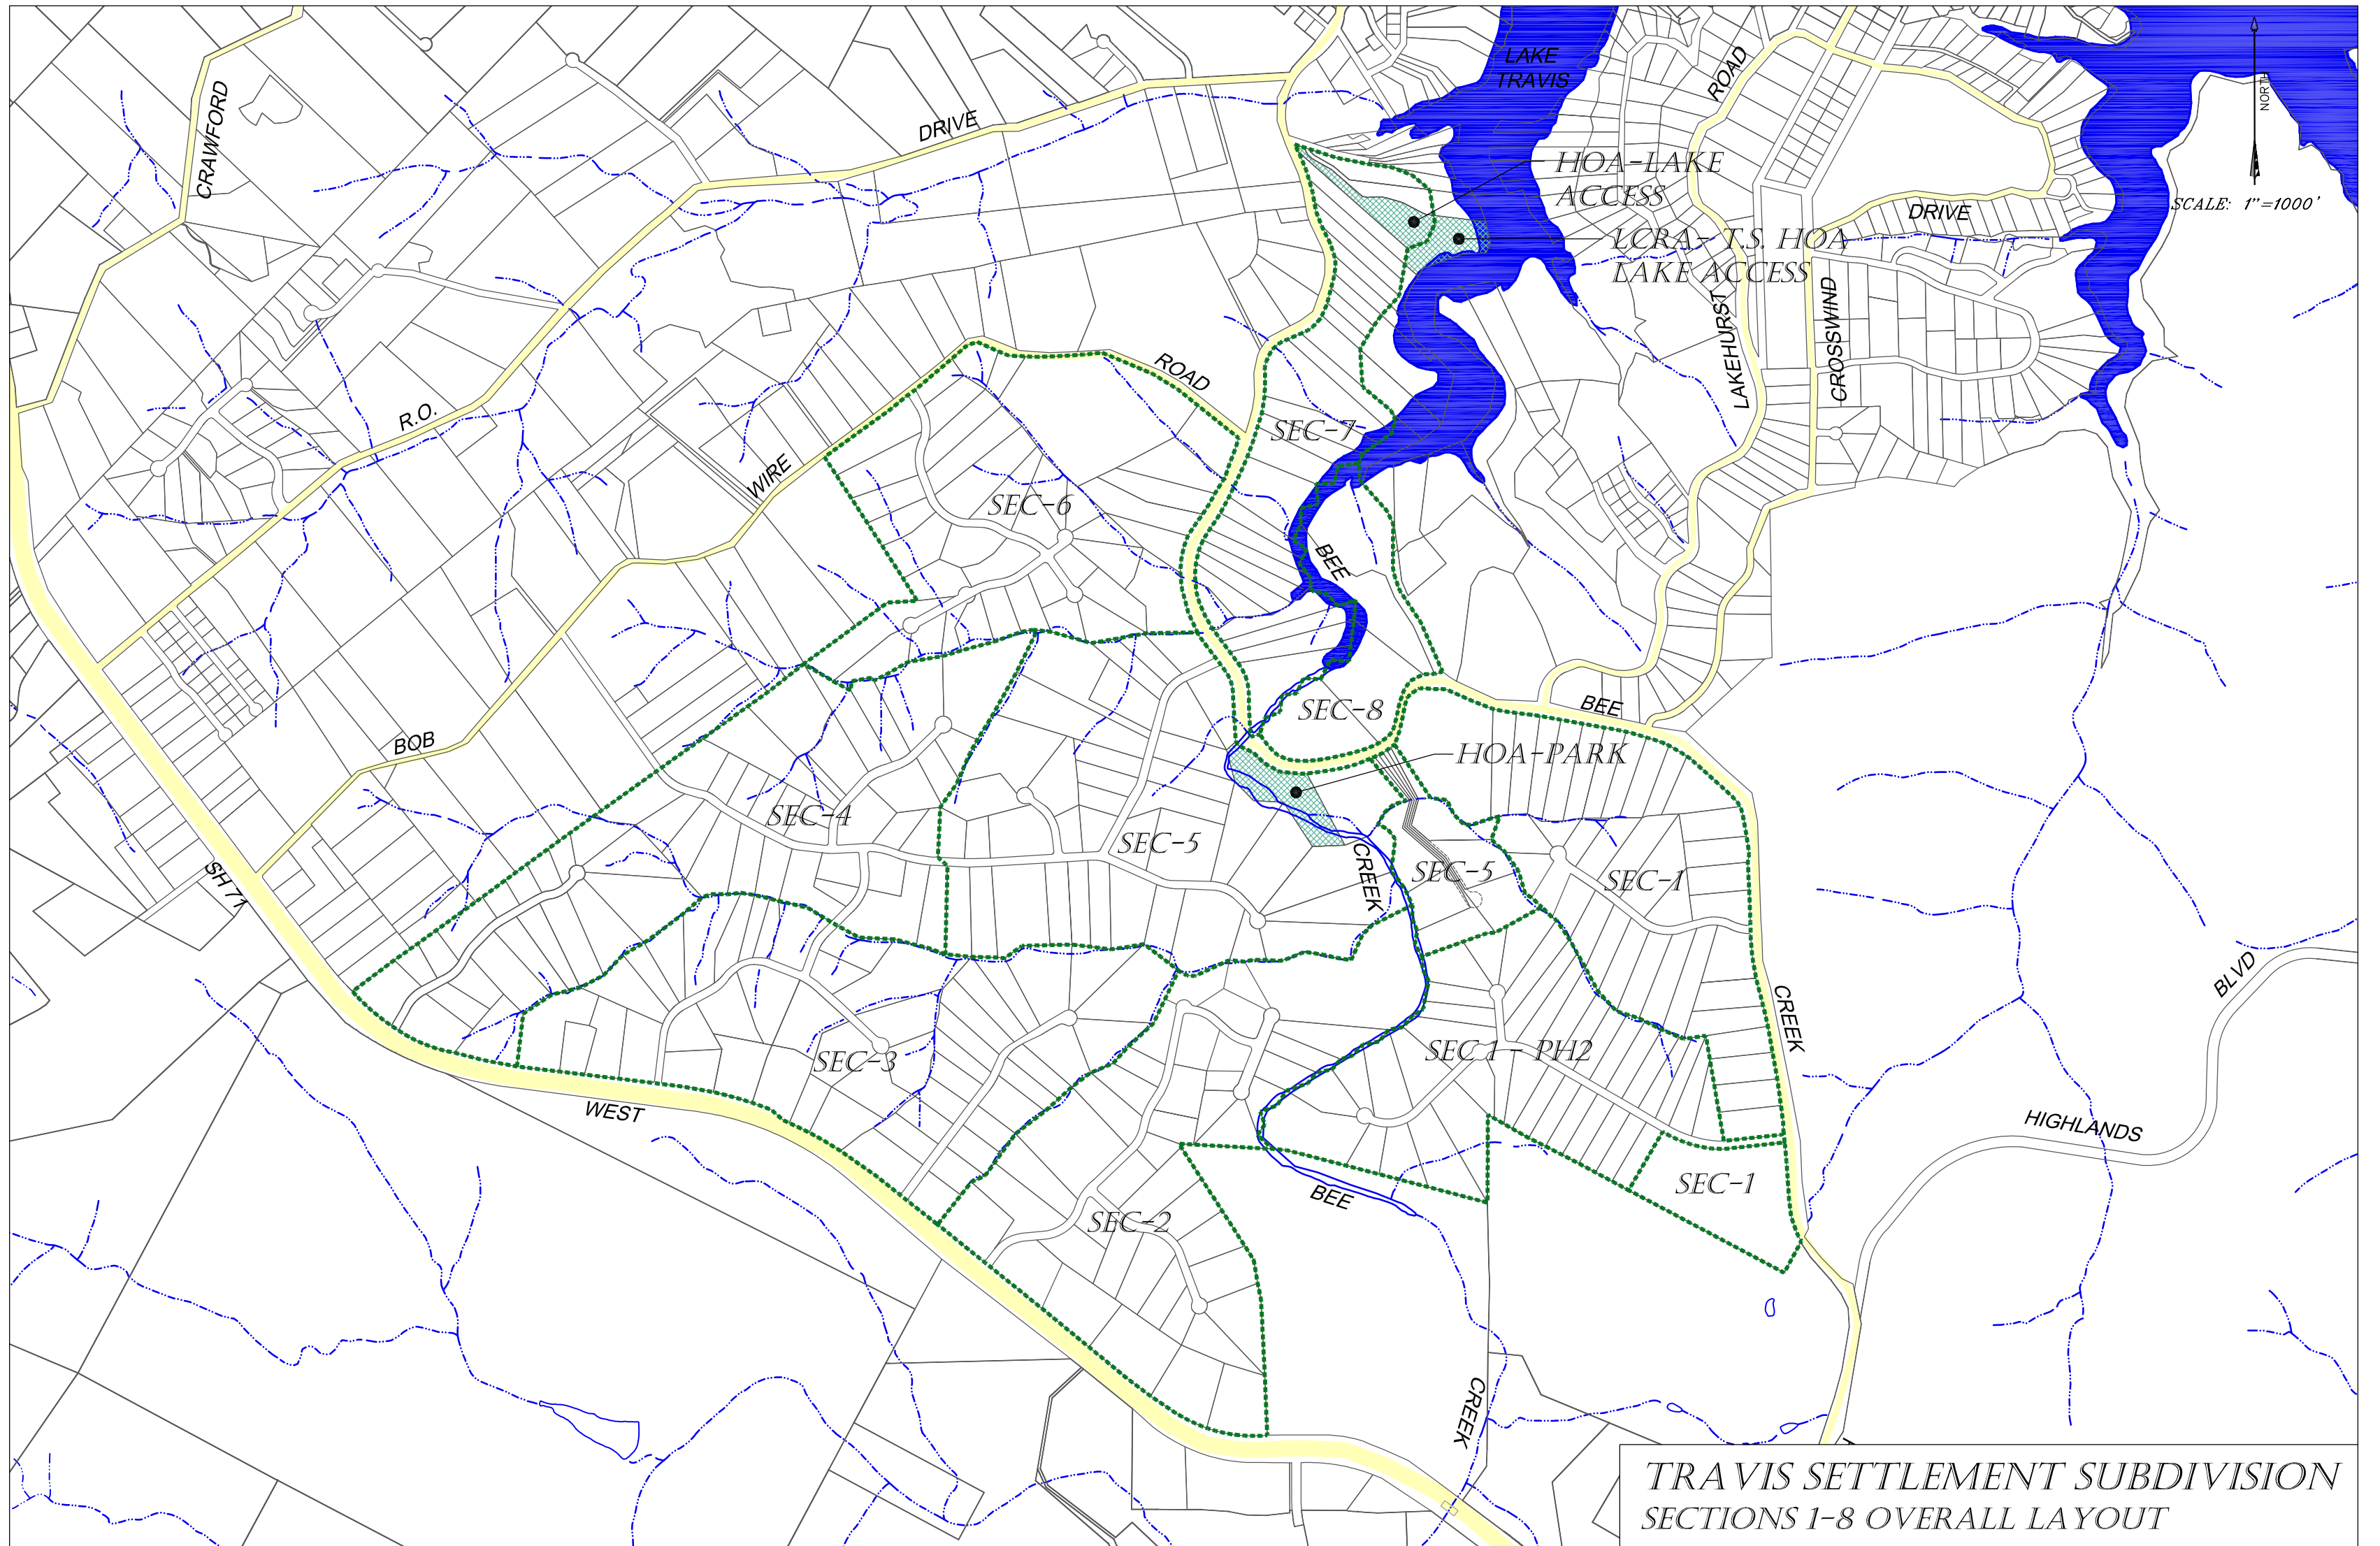 LAKE
TRAVIS
ROAD
NORTH
CRAWFORD
DRIVE
HOA-LAKE
ACCESS
SCALE: 1"=1000'
DRIVE
LCRA- T.S. HOA
LAKE ACCESS
LAKEHURST
CROSSWIND
ROAD
R.O.
SEC-7
WIRE
SEC-6
BEE
SEC-8
BEE
BOB
HOA-PARK
SEC-4
SEC-5
CREEK
SEC-5
SEC-1
SH 71
BLVD
CREEK
SEC-3
SEC 1 - PH2
WEST
HIGHLANDS
SEC-1
BEE
SEC-2
CREEK
TRAVIS SETTLEMENT SUBDIVISION
SECTIONS 1-8 OVERALL LAYOUT